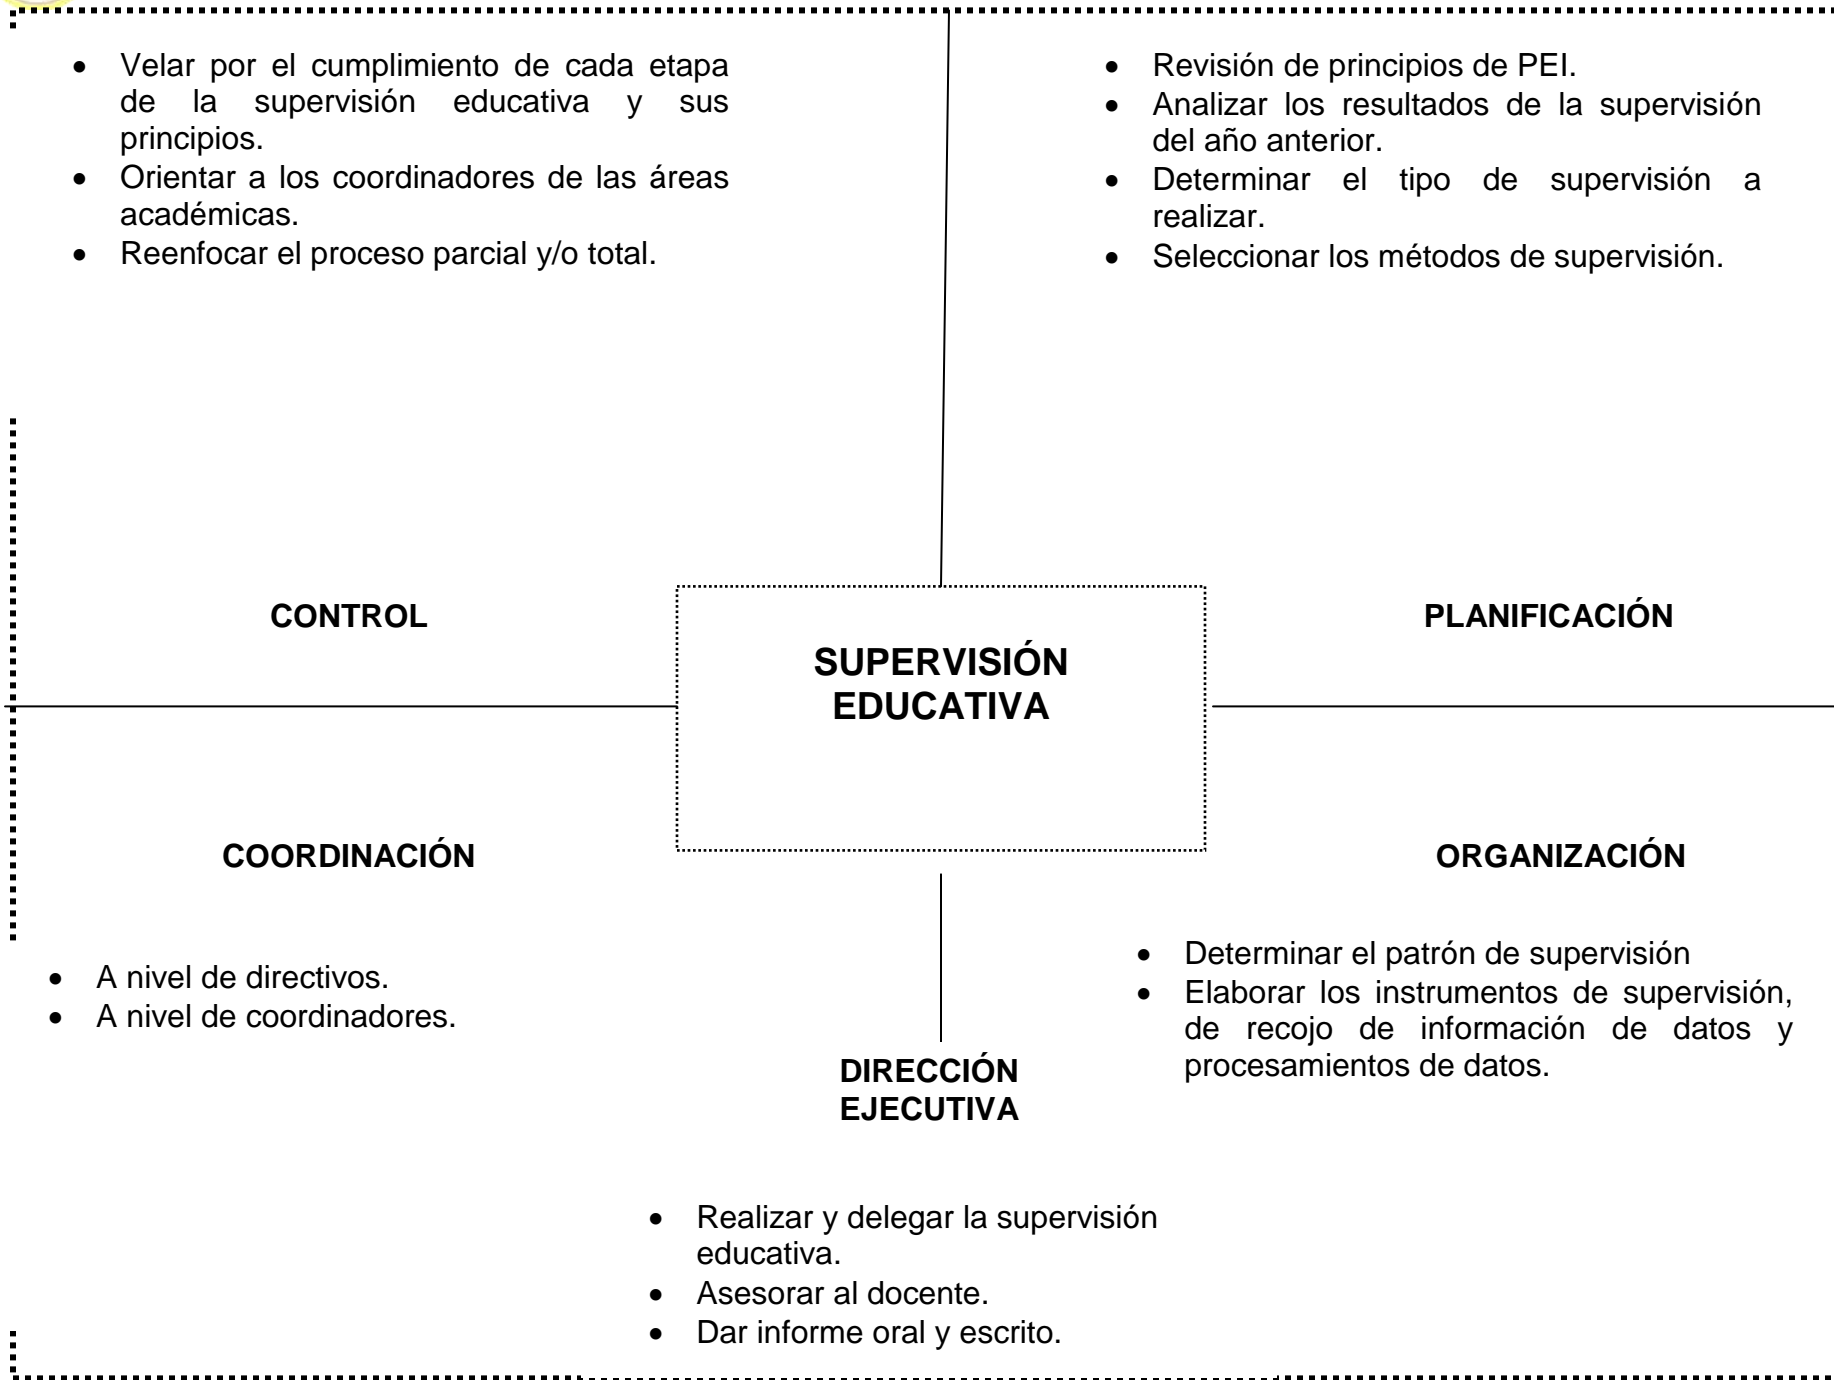 • Velar por el cumplimiento de cada etapa
de la supervisión educativa y sus
principios.
• Orientar a los coordinadores de las áreas
académicas.
• Reenfocar el proceso parcial y/o total.
• Revisión de principios de PEI.
• Analizar los resultados de la supervisión
del año anterior.
• Determinar el tipo de supervisión a
realizar.
• Seleccionar los métodos de supervisión.
CONTROL
PLANIFICACIÓN
SUPERVISIÓN
EDUCATIVA
COORDINACIÓN
ORGANIZACIÓN
• A nivel de directivos.
• A nivel de coordinadores.
• Determinar el patrón de supervisión
• Elaborar los instrumentos de supervisión,
de recojo de información de datos y
procesamientos de datos.
DIRECCIÓN
EJECUTIVA
• Realizar y delegar la supervisión
educativa.
• Asesorar al docente.
• Dar informe oral y escrito.